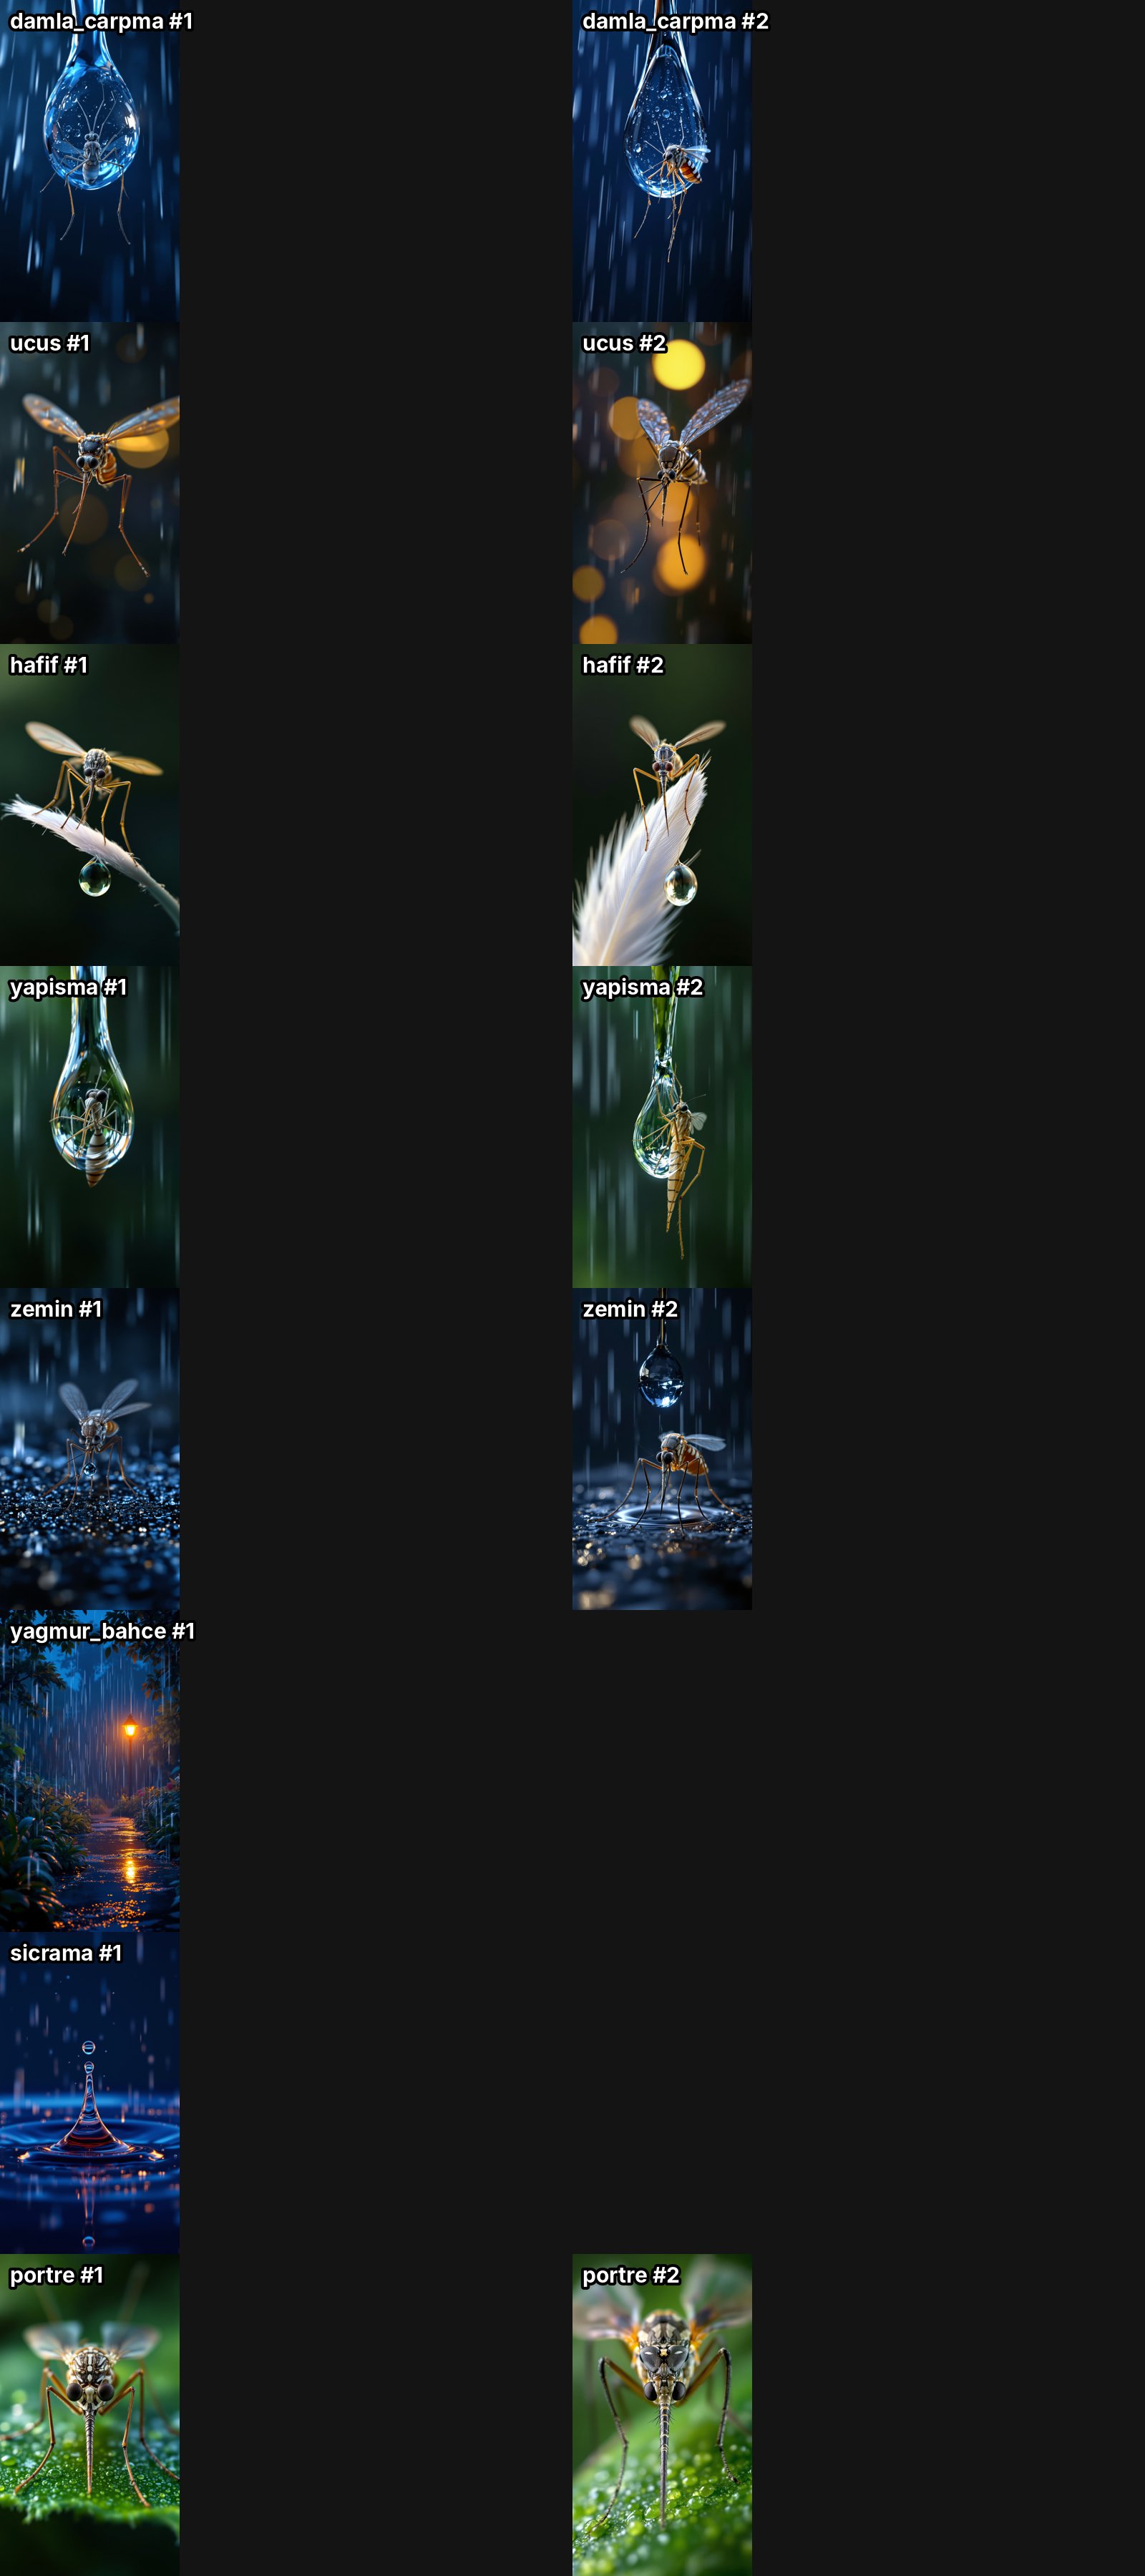 damla_carpma #1
damla_carpma #2
ucus #1
ucus #2
hafif #1
hafif #2
yapisma #1
yapisma #2
zemin #1
zemin #2
yagmur_bahce #1
sicrama #1
portre #1
portre #2